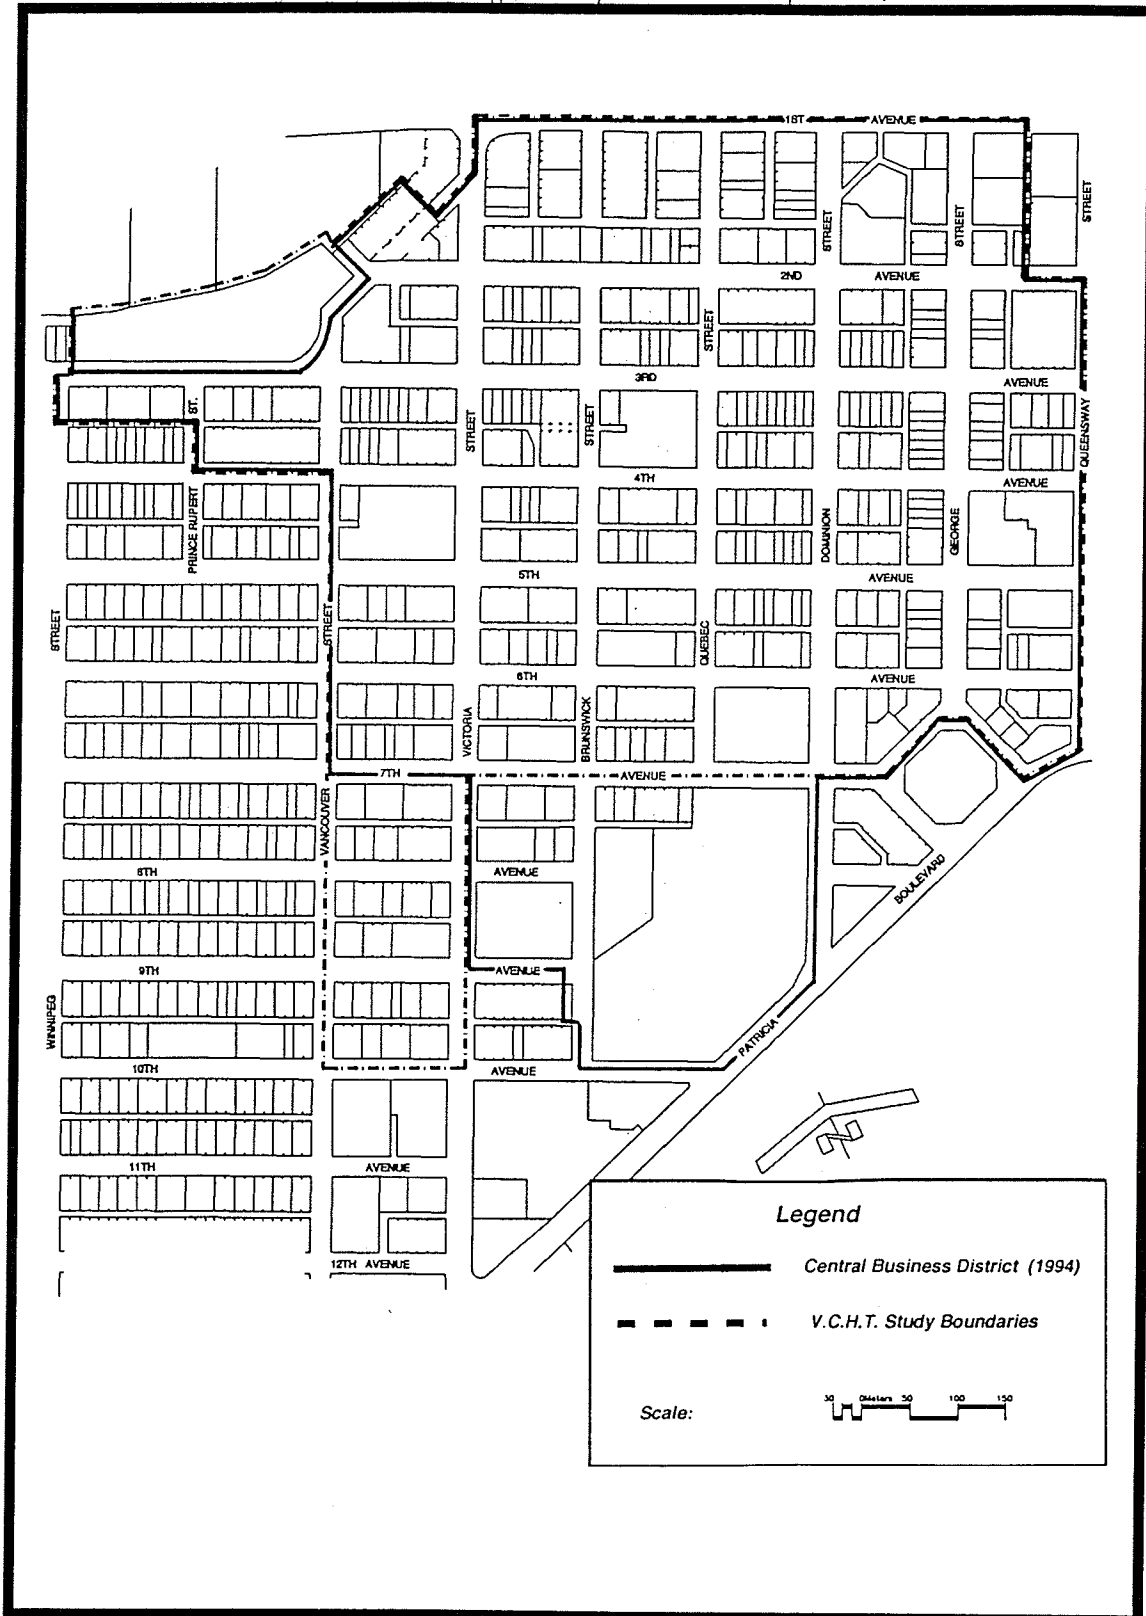 1ST AVENUE
STREET
STREET
STREET
2ND AVENUE
STREET
3RD AVENUE
ST.
STREET
STREET
QUEENSWAY
4TH AVENUE
PRINCE RUPERT
DOMINION
GEORGE
5TH AVENUE
STREET
STREET
QUEBEC
6TH AVENUE
VICTORIA
BRUNSWICK
7TH AVENUE
VANCOUVER
8TH AVENUE
BOULEVARD
9TH AVENUE
WINNIPEG
PATRICIA
10TH AVENUE
11TH AVENUE
12TH AVENUE
Legend
Central Business District (1994)
V.C.H.T. Study Boundaries
Scale:
30 0Meters 50 100 150